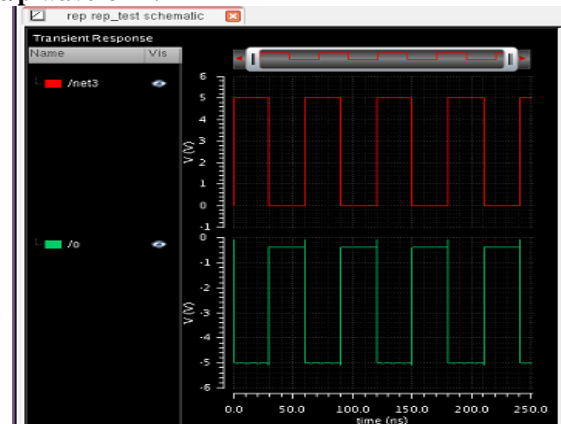 rep rep_test schematic
Transient Response
Name Vis
/net3
6
5
4
3
2
1
0
-1
V (V)
/o
0
-1
-2
-3
-4
-5
-6
V (V)
0.0 50.0 100.0 150.0 200.0 250.0
time (ns)